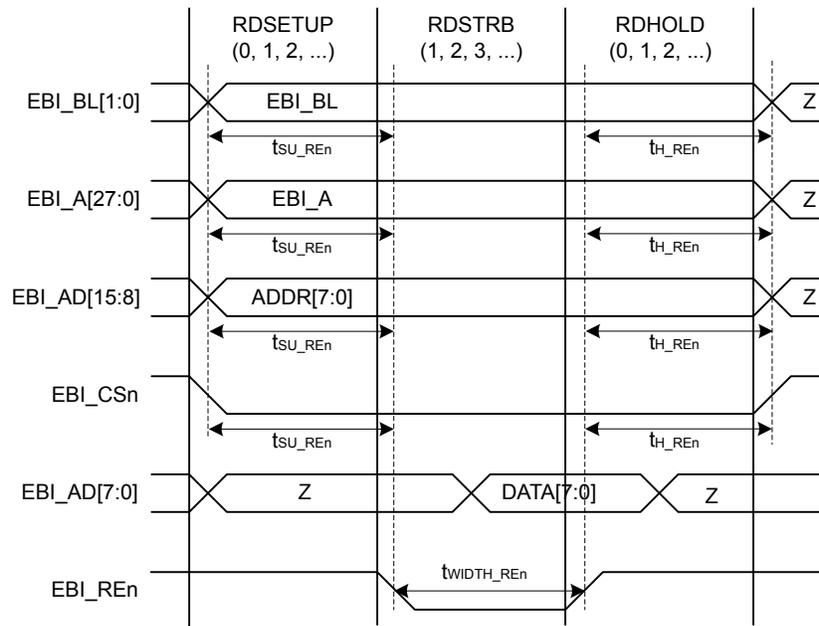 RDSETUP
(0, 1, 2, ...)
RDSTRB
(1, 2, 3, ...)
RDHOLD
(0, 1, 2, ...)
EBI_BL[1:0]
EBI_BL
Z
tSU_REn
tH_REn
EBI_A[27:0]
EBI_A
Z
tSU_REn
tH_REn
EBI_AD[15:8]
ADDR[7:0]
Z
tSU_REn
tH_REn
EBI_CSn
tSU_REn
tH_REn
EBI_AD[7:0]
Z
DATA[7:0]
Z
EBI_REn
tWIDTH_REn